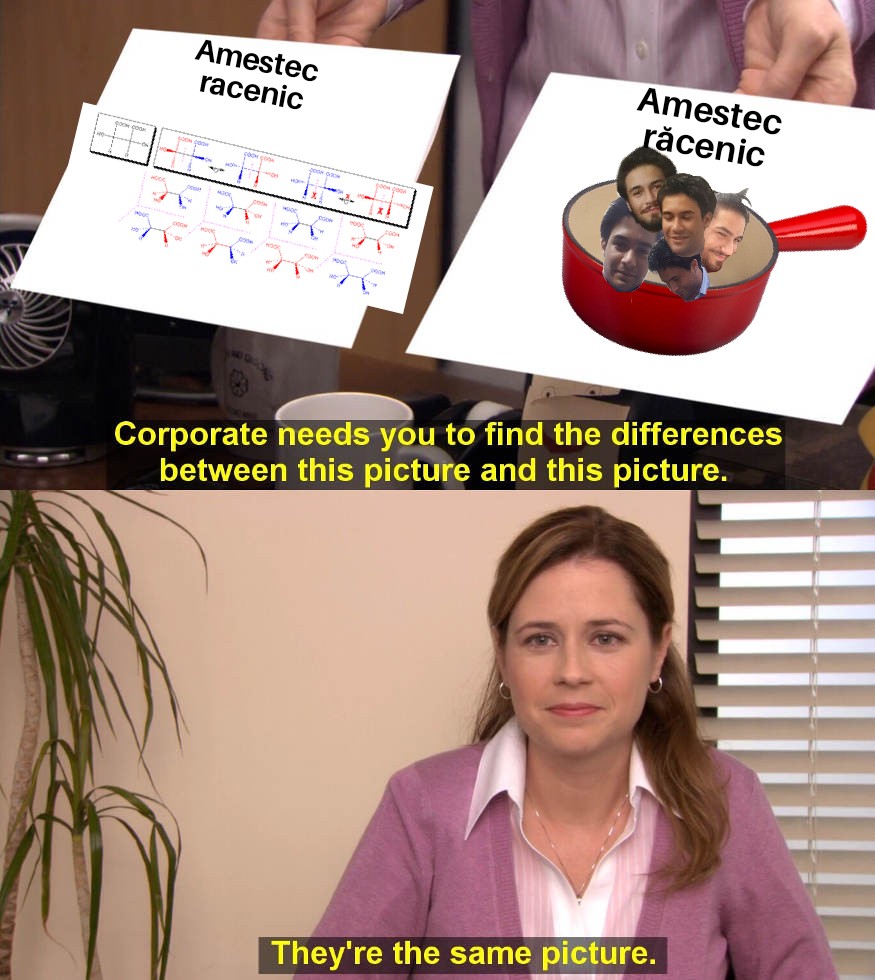 Amestec
racenic
Amestec
răcenic
Corporate needs you to find the differences
between this picture and this picture.
They're the same picture.